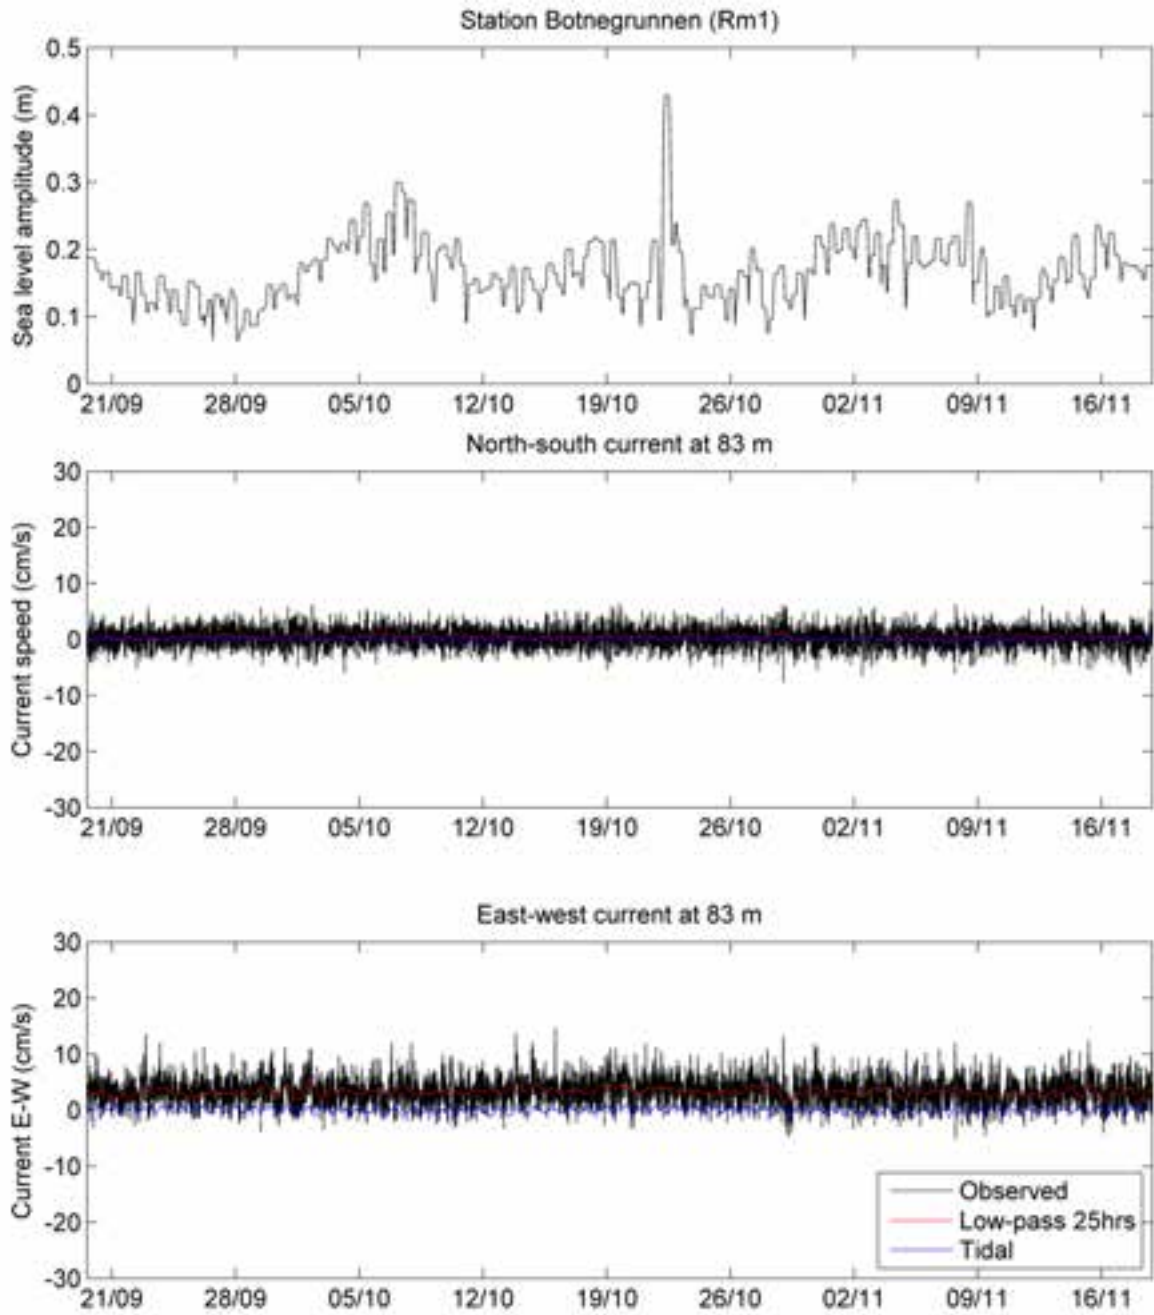 Station Botnegrunnen (Rm1)
Sea level amplitude (m)
0.5
0.4
0.3
0.2
0.1
0
21/09 28/09 05/10 12/10 19/10 26/10 02/11 09/11 16/11
North-south current at 83 m
Current speed (cm/s)
30
20
10
0
-10
-20
-30
21/09 28/09 05/10 12/10 19/10 26/10 02/11 09/11 16/11
East-west current at 83 m
Current E-W (cm/s)
30
20
10
0
-10
-20
-30
Observed
Low-pass 25hrs
Tidal
21/09 28/09 05/10 12/10 19/10 26/10 02/11 09/11 16/11